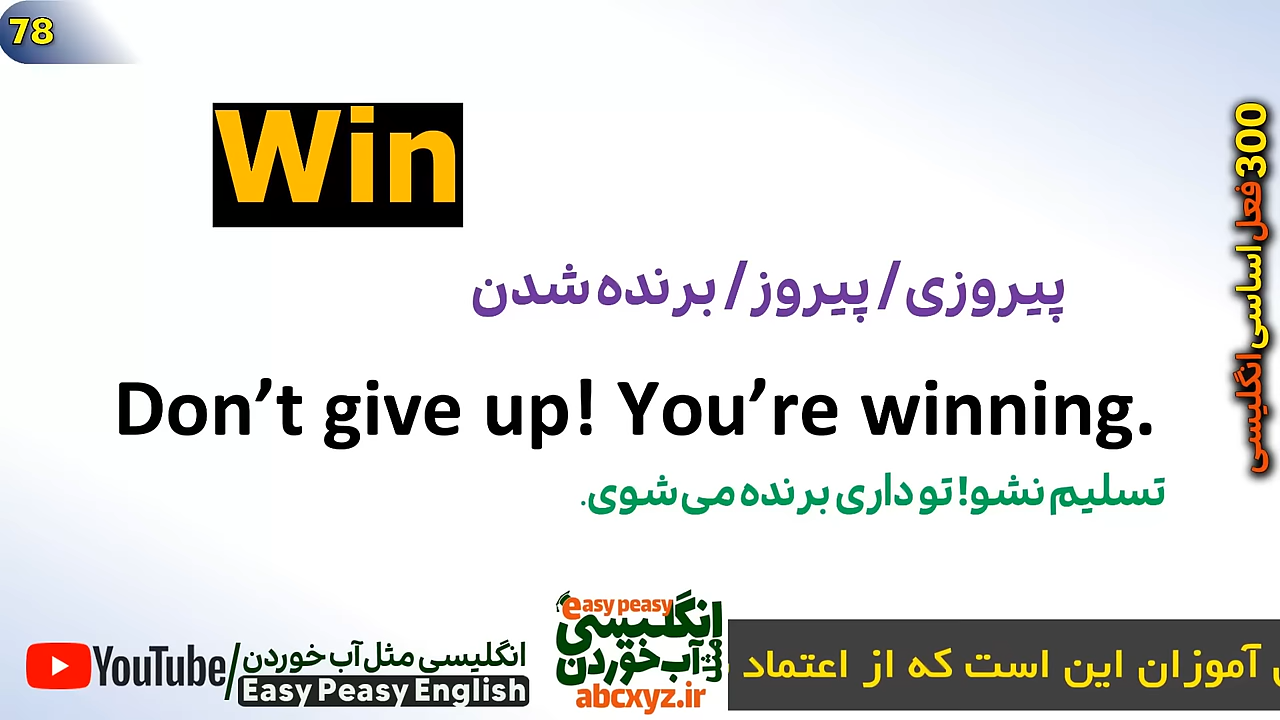 78
Win
پیروزی / پیروز / برنده شدن
Don’t give up! You’re winning.
تسلیم نشو! تو داری برنده می شوی.
300 فعل اساسی انگلیسی
YouTube/
انگلیسی مثل آب خوردن
Easy Peasy English
easy peasy
انگلیسی
مثل آب خوردن
abcxyz.ir
آموزان این است که از اعتماد